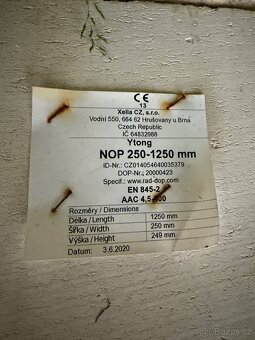 CE
13
Xella CZ, s.r.o.
Vodní 550, 664 62 Hrušovany u Brna
Czech Republic
IČ 64832988
Ytong
NOP 250-1250 mm
ID-Nr.: CZ014054640035379
DOP-Nr.; 20000423
Specif.: www.rad-dop.com
EN 845-2
AAC 4,5-600
Rozměry / Dimensions
Délka / Length 1250 mm
Šířka / Width 250 mm
Výška / Height 249 mm
Datum: 3.6.2020
Bazos.cz